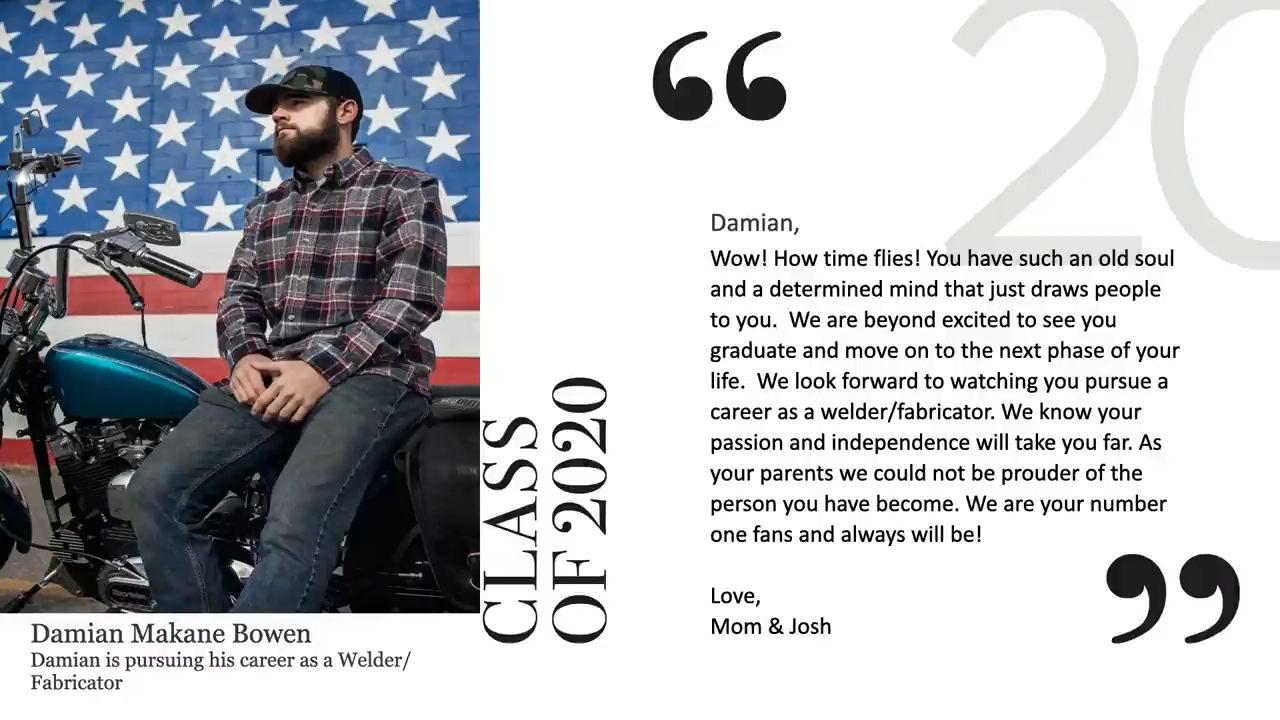 20
CLASS
OF 2020
Damian,
Wow! How time flies! You have such an old soul
and a determined mind that just draws people
to you.  We are beyond excited to see you
graduate and move on to the next phase of your
life.  We look forward to watching you pursue a
career as a welder/fabricator. We know your
passion and independence will take you far. As
your parents we could not be prouder of the
person you have become. We are your number
one fans and always will be!
Love,
Mom & Josh
Damian Makane Bowen
Damian is pursuing his career as a Welder/
Fabricator